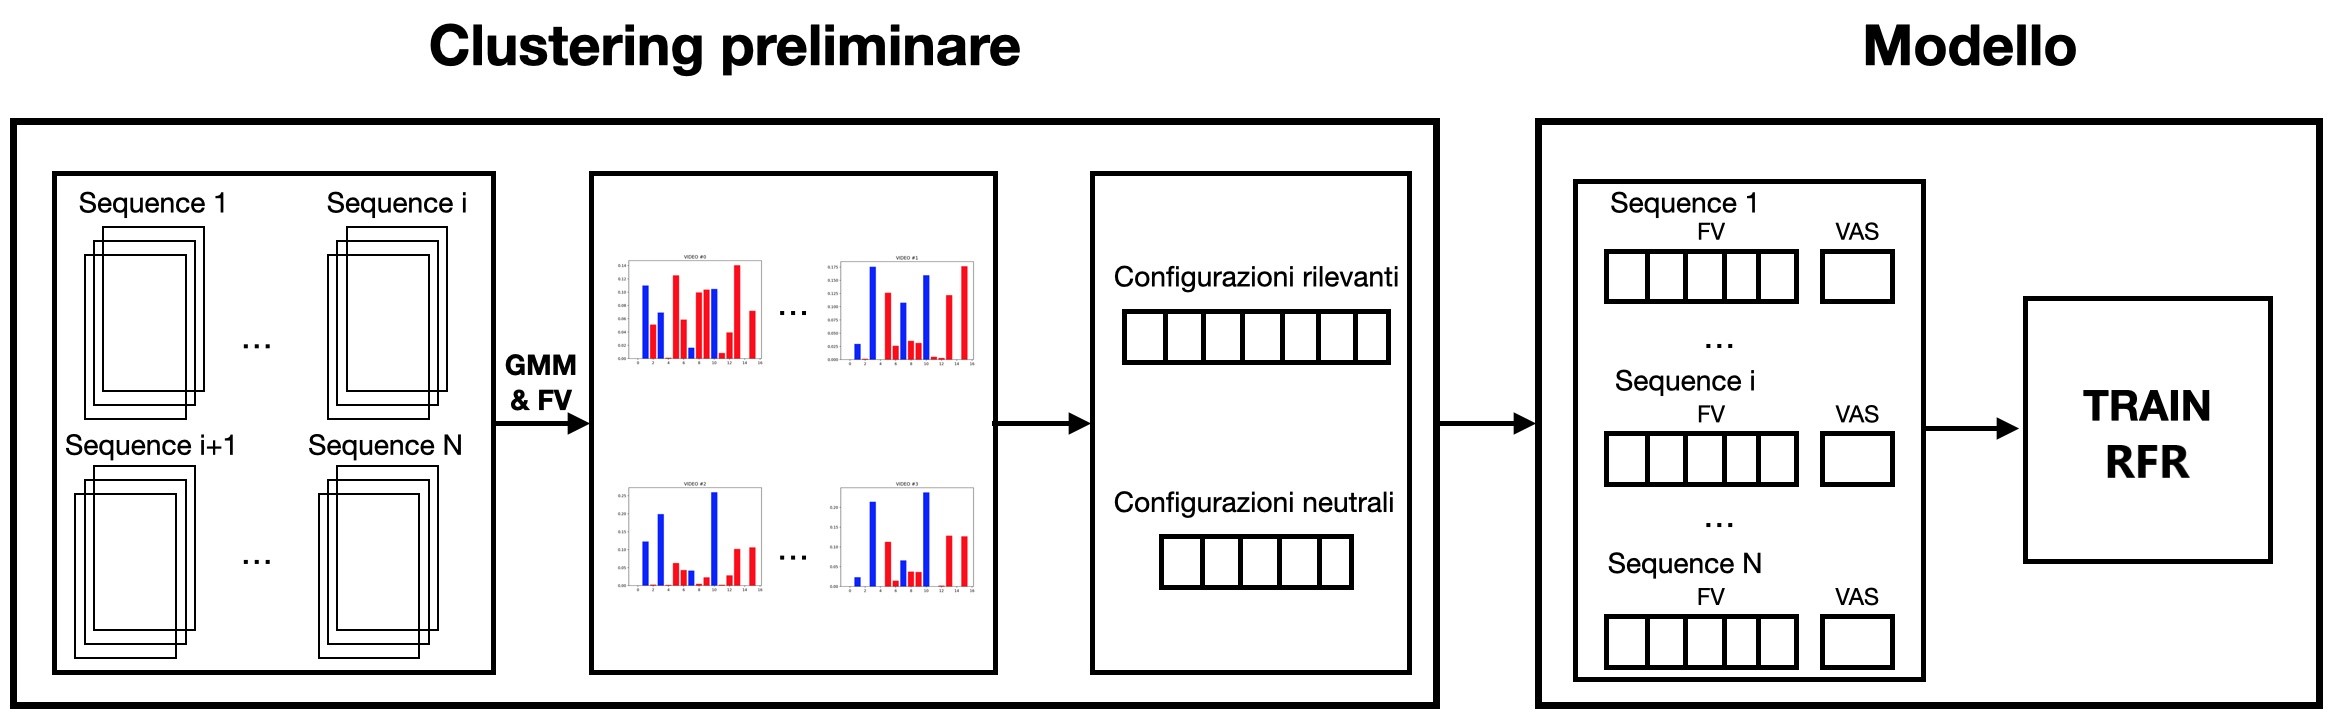 Clustering preliminare
Modello
Sequence 1
Sequence i
...
Sequence i+1
Sequence N
...
GMM
& FV
VIDEO #0
VIDEO #1
...
VIDEO #2
VIDEO #3
...
Configurazioni rilevanti
Configurazioni neutrali
Sequence 1
FV
VAS
...
Sequence i
FV
VAS
...
Sequence N
FV
VAS
TRAIN
RFR